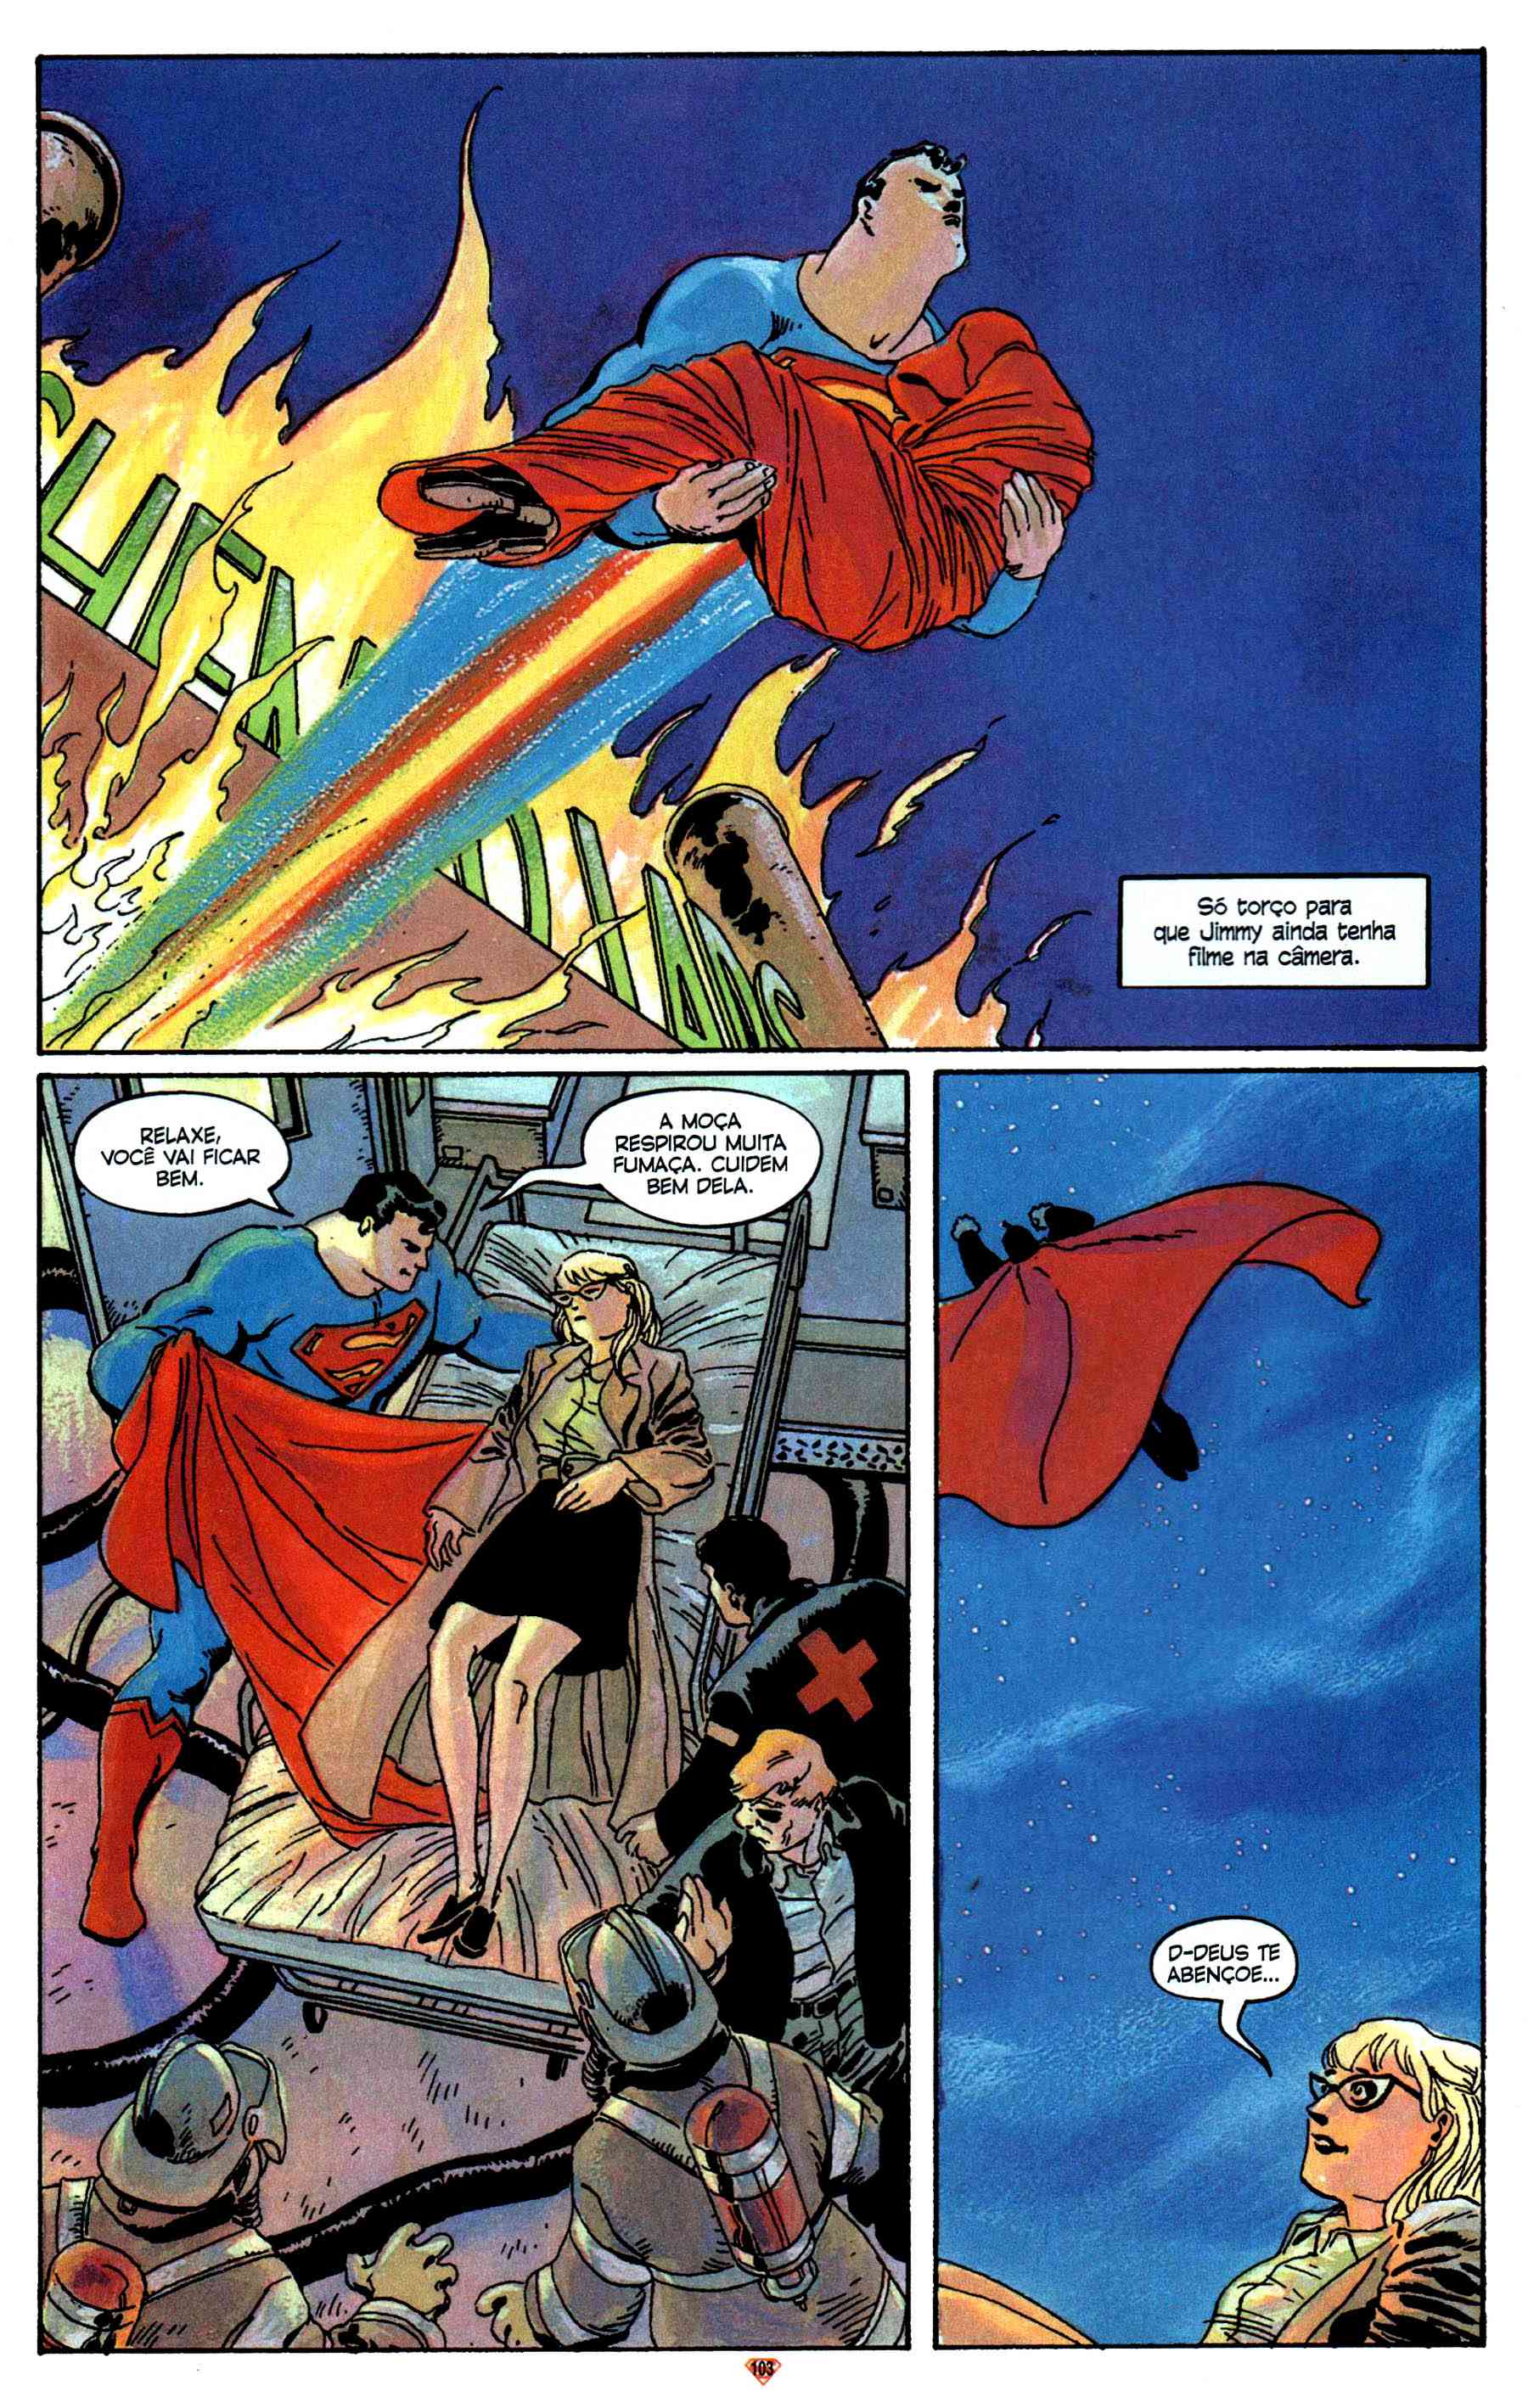 Só torço para
que Jimmy ainda tenha
filme na câmera.
RELAXE,
VOCÊ VAI FICAR
BEM.
A MOÇA
RESPIROU MUITA
FUMAÇA. CUIDEM
BEM DELA.
D-DEUS TE
ABENÇOE...
103